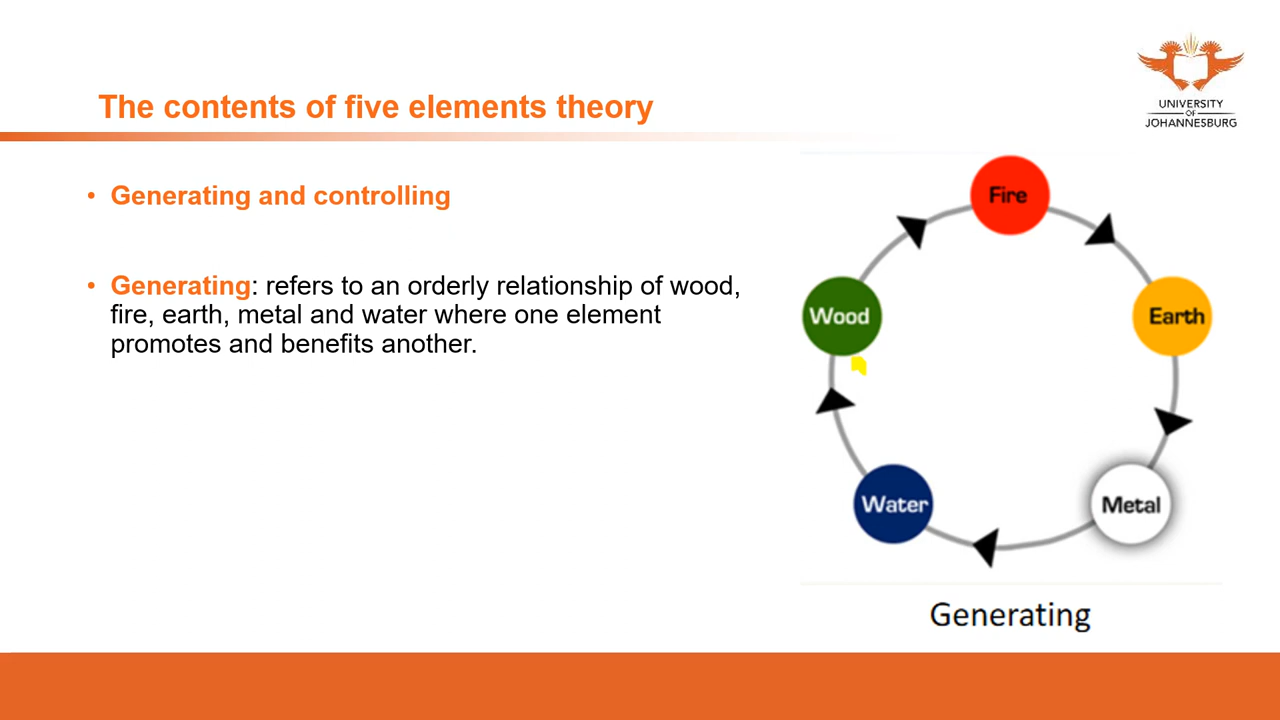 UNIVERSITY
OF
JOHANNESBURG
The contents of five elements theory
• Generating and controlling
• Generating: refers to an orderly relationship of wood,
fire, earth, metal and water where one element
promotes and benefits another.
Fire
Wood
Earth
Water
Metal
Generating